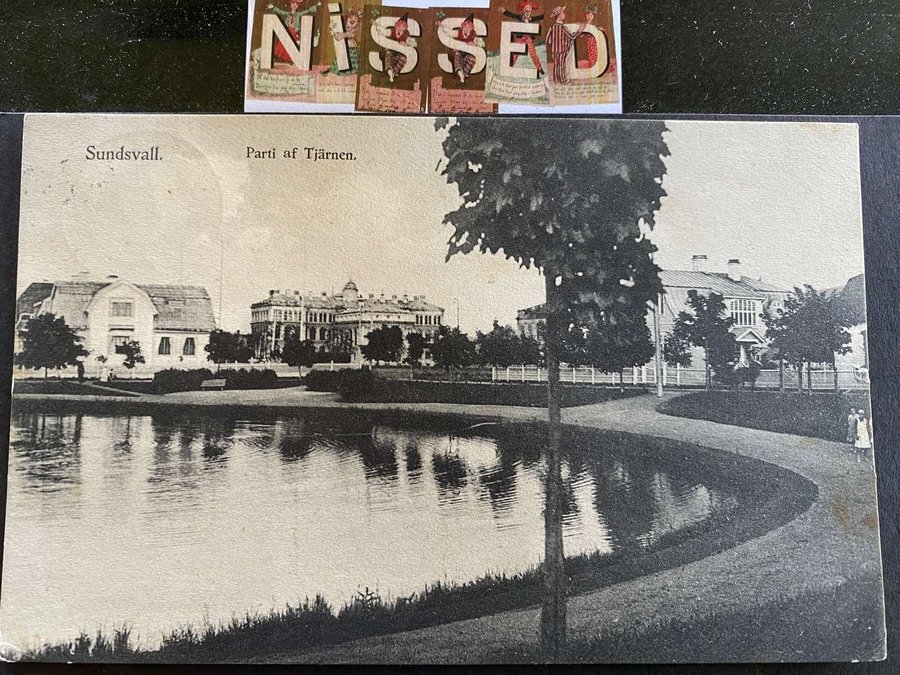 NiSSED
Sundsvall. Parti af Tjärnen.